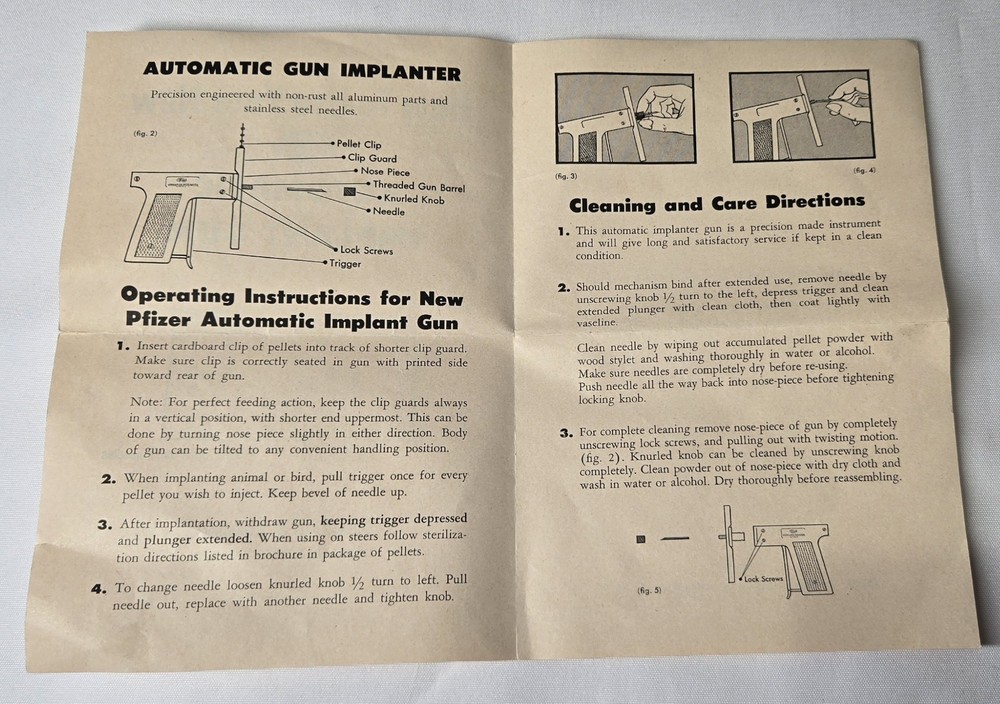 AUTOMATIC GUN IMPLANTER
Precision engineered with non-rust all aluminum parts and
stainless steel needles.
(fig. 2)
Pellet Clip
Clip Guard
Nose Piece
Threaded Gun Barrel
Knurled Knob
Needle
Lock Screws
Trigger
Operating Instructions for New
Pfizer Automatic Implant Gun
1. Insert cardboard clip of pellets into track of shorter clip guard.
Make sure clip is correctly seated in gun with printed side
toward rear of gun.
Note: For perfect feeding action, keep the clip guards always
in a vertical position, with shorter end uppermost. This can be
done by turning nose piece slightly in either direction. Body
of gun can be tilted to any convenient handling position.
2. When implanting animal or bird, pull trigger once for every
pellet you wish to inject. Keep bevel of needle up.
3. After implantation, withdraw gun, keeping trigger depressed
and plunger extended. When using on steers follow steriliza-
tion directions listed in brochure in package of pellets.
4. To change needle loosen knurled knob 1/2 turn to left. Pull
needle out, replace with another needle and tighten knob.
(fig. 3)
(fig. 4)
Cleaning and Care Directions
1. This automatic implanter gun is a precision made instrument
and will give long and satisfactory service if kept in a clean
condition.
2. Should mechanism bind after extended use, remove needle by
unscrewing knob 1/2 turn to the left, depress trigger and clean
extended plunger with clean cloth, then coat lightly with
vaseline.
Clean needle by wiping out accumulated pellet powder with
wood stylet and washing thoroughly in water or alcohol.
Make sure needles are completely dry before re-using.
Push needle all the way back into nose-piece before tightening
locking knob.
3. For complete cleaning remove nose-piece of gun by completely
unscrewing lock screws, and pulling out with twisting motion.
(fig. 2). Knurled knob can be cleaned by unscrewing knob
completely. Clean powder out of nose-piece with dry cloth and
wash in water or alcohol. Dry thoroughly before reassembling.
Lock Screws
(fig. 5)